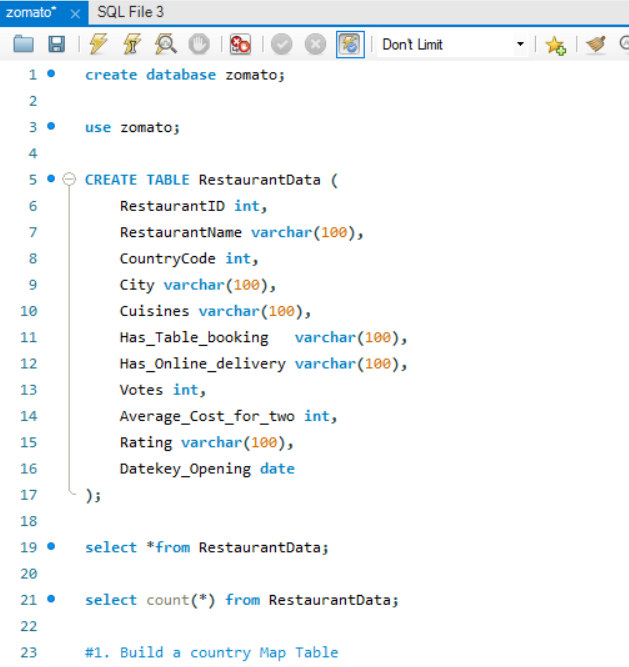 zomato* × SQL File 3
Don't Limit
1 create database zomato;
2
3 use zomato;
4
5 CREATE TABLE RestaurantData (
6 RestaurantID int,
7 RestaurantName varchar(100),
8 CountryCode int,
9 City varchar(100),
10 Cuisines varchar(100),
11 Has_Table_booking   varchar(100),
12 Has_Online_delivery varchar(100),
13 Votes int,
14 Average_Cost_for_two int,
15 Rating varchar(100),
16 Datekey_Opening date
17 );
18
19 select *from RestaurantData;
20
21 select count(*) from RestaurantData;
22
23 #1. Build a country Map Table